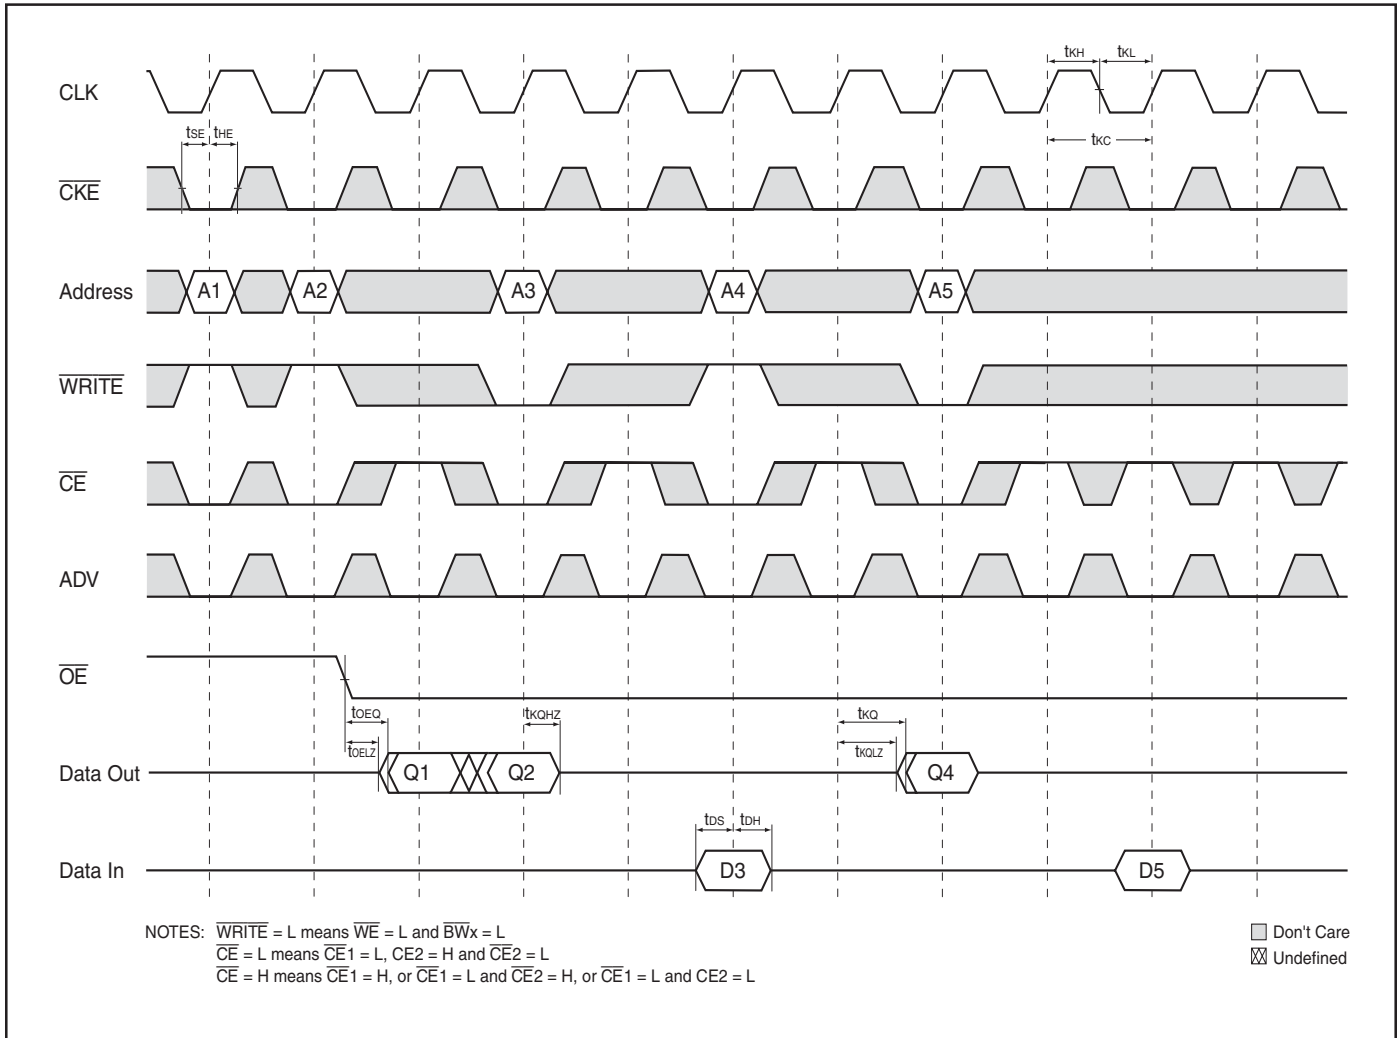 tKH tKL
CLK
tSE tHE
tKC
CKE
Address A1 A2 A3 A4 A5
WRITE
CE
ADV
OE
tOEQ tKQHZ tKQ
tOELZ tKQLZ
Data Out Q1 Q2 Q4
tDS tDH
Data In D3 D5
NOTES: WRITE = L means WE = L and BWx = L
CE = L means CE1 = L, CE2 = H and CE2 = L
CE = H means CE1 = H, or CE1 = L and CE2 = H, or CE1 = L and CE2 = L
Don't Care
Undefined